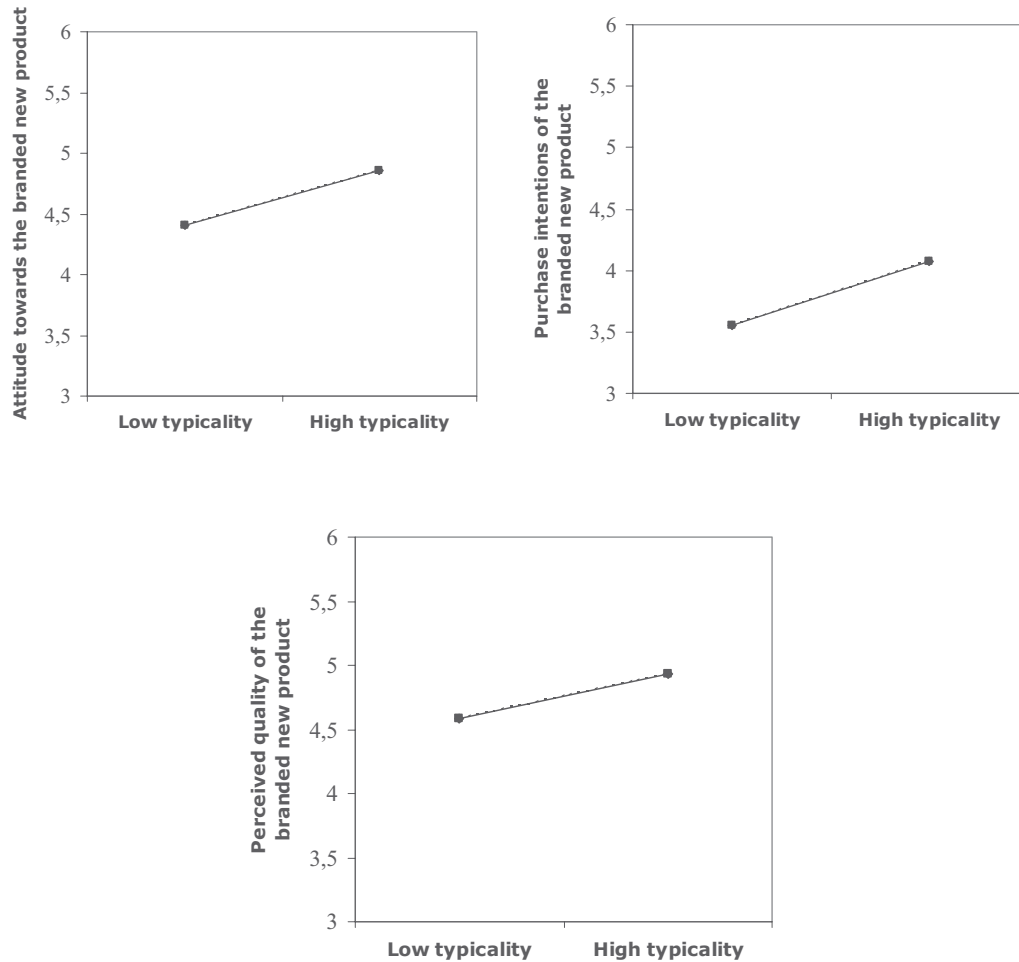 Attitude towards the branded new product
6
5,5
5
4,5
4
3,5
3
Low typicality High typicality
Purchase intentions of the
branded new product
6
5,5
5
4,5
4
3,5
3
Low typicality High typicality
Perceived quality of the
branded new product
6
5,5
5
4,5
4
3,5
3
Low typicality High typicality